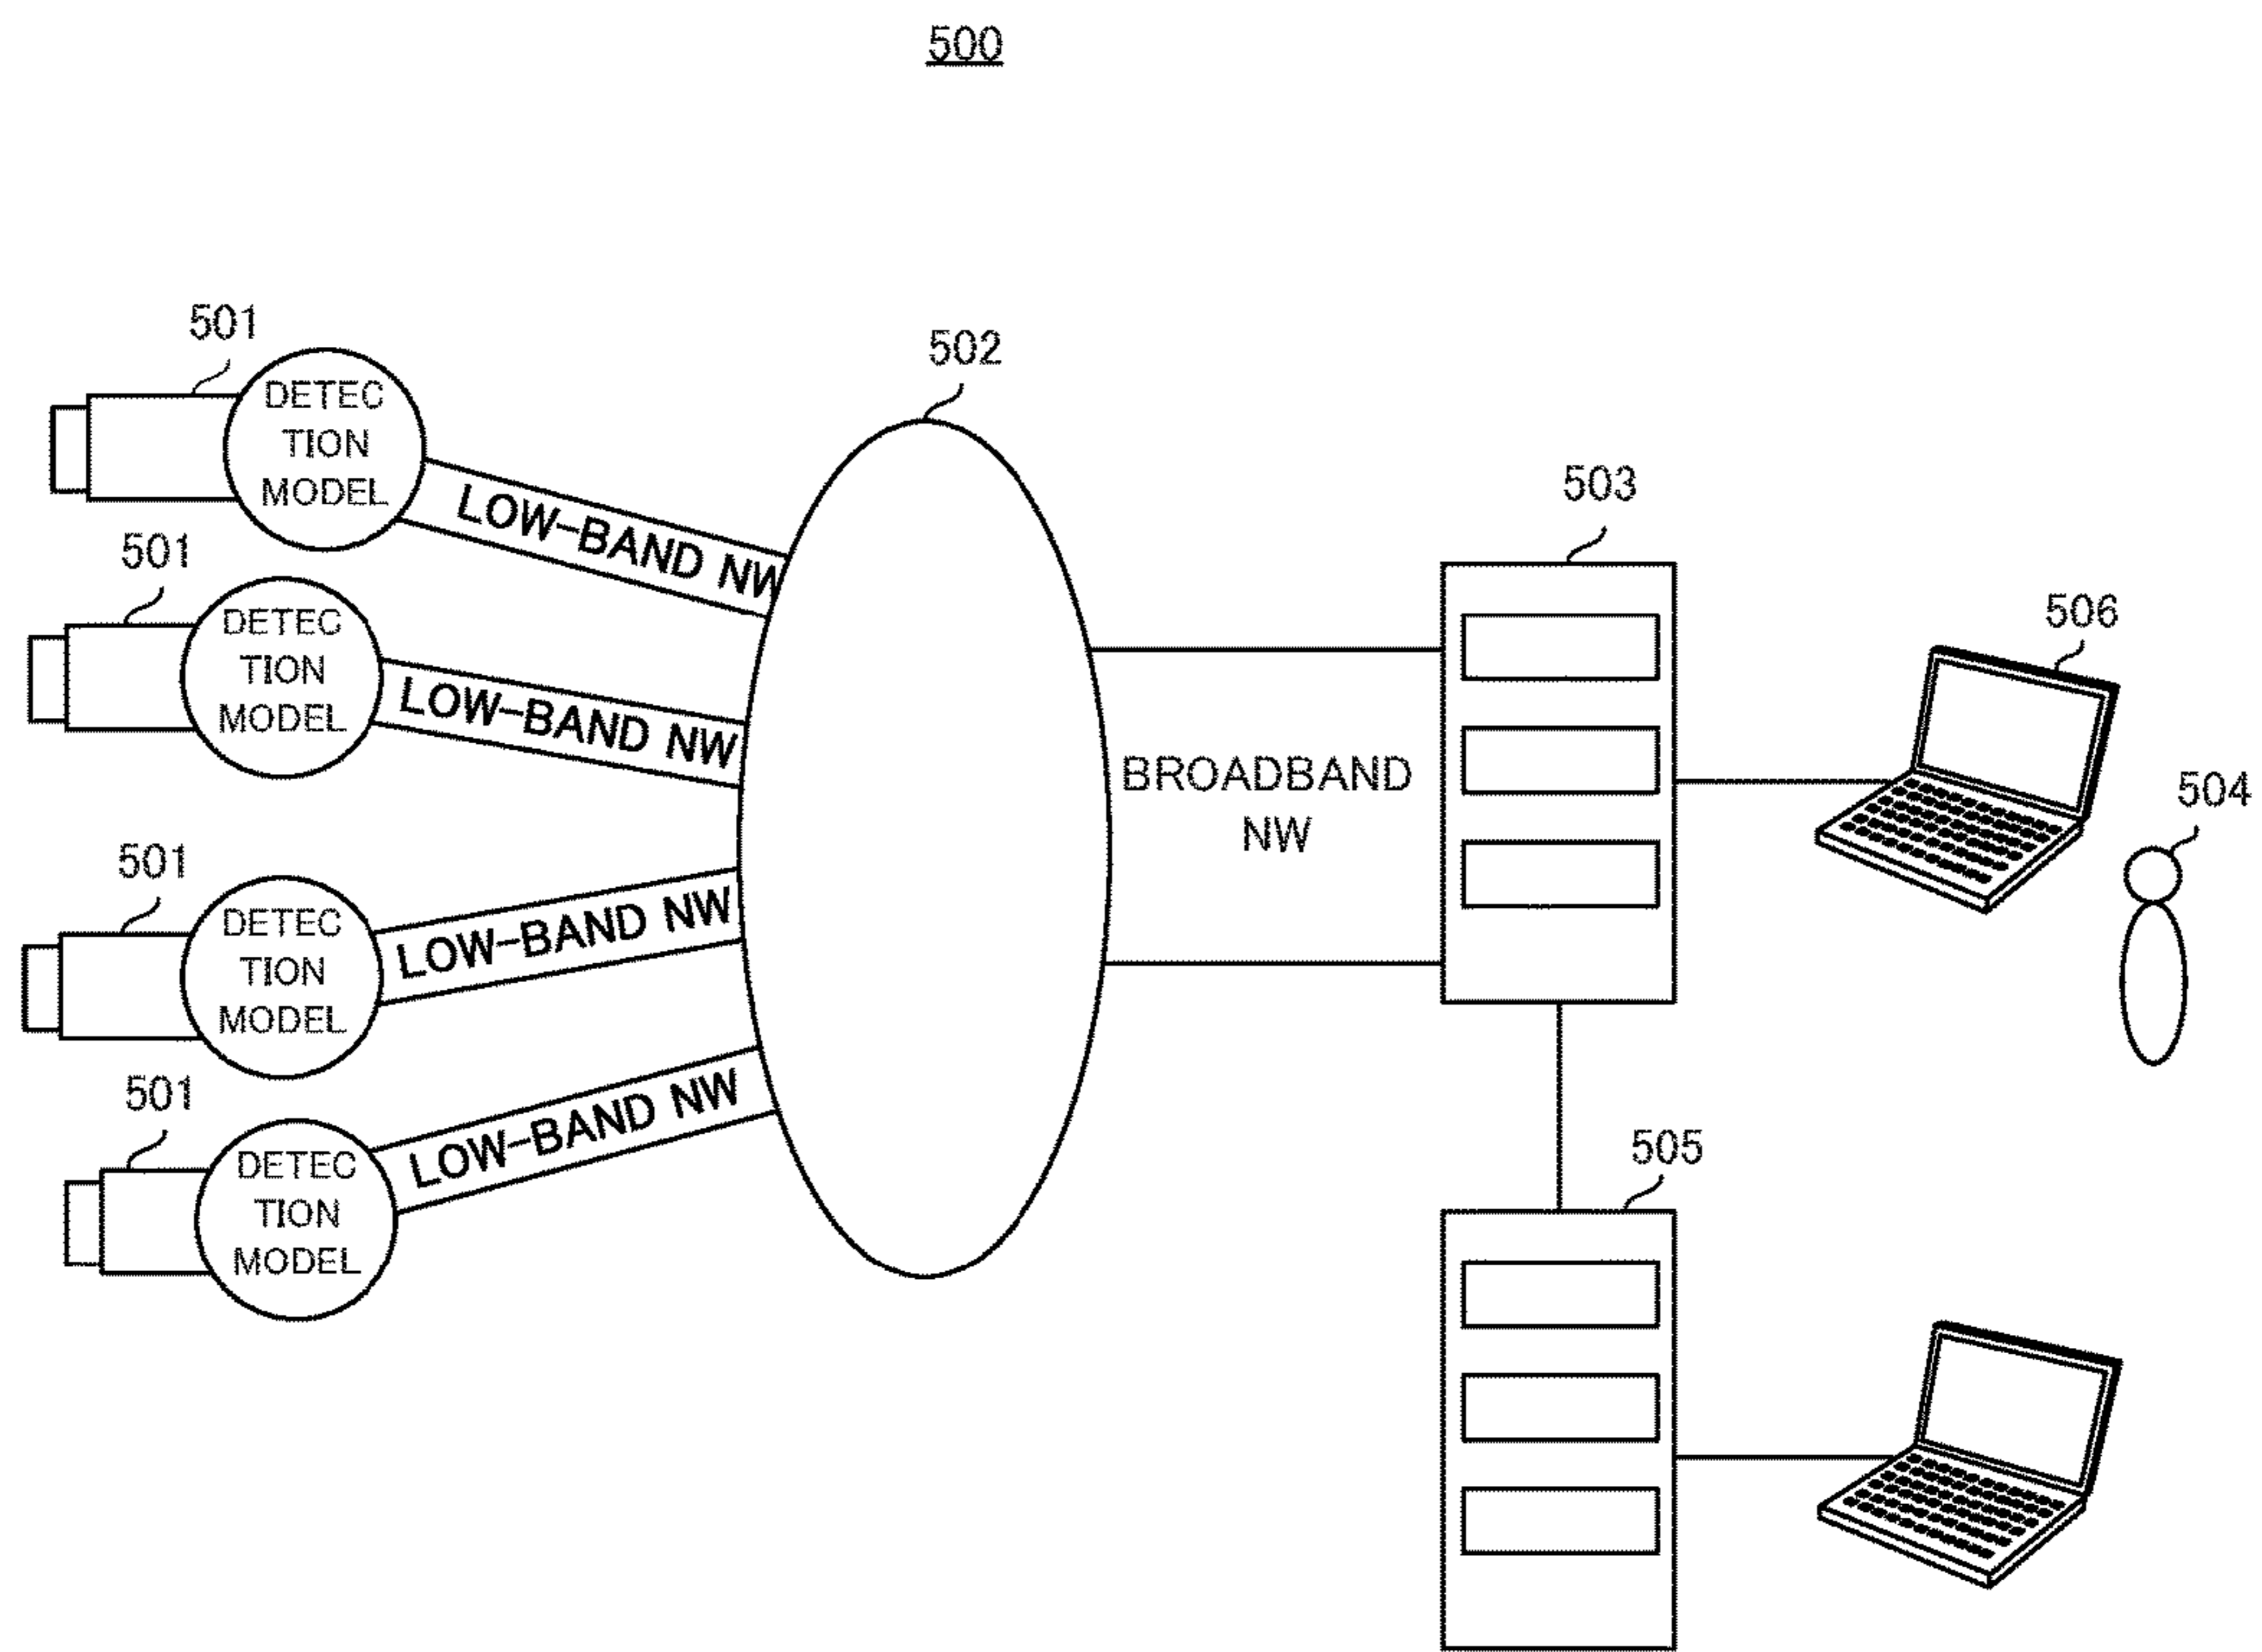 500
501
DETEC
TION
MODEL
LOW-BAND NW
502
501
DETEC
TION
MODEL
LOW-BAND NW
503
506
BROADBAND
NW
504
501
DETEC
TION
MODEL
LOW-BAND NW
501
DETEC
TION
MODEL
LOW-BAND NW
505